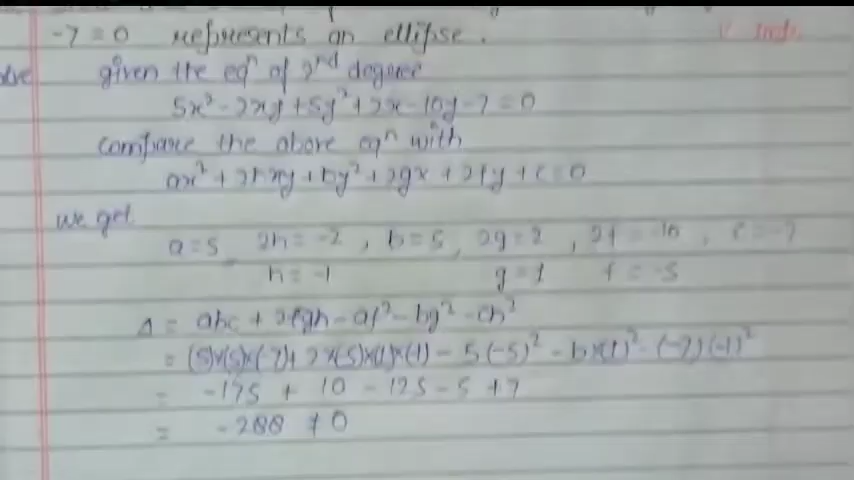 -7=0 represents an ellipse.
given the eqⁿ of 2ⁿᵈ degree
5x² - 2xy + 5y² + 2x - 10y - 7 = 0
compare the above eqⁿ with
ax² + 2hxy + by² + 2gx + 2fy + c = 0
we get
a=5, 2h=-2, b=5, 2g=2, 2f=-10, c=-7
h=-1 g=1 f=-5
Δ = abc + 2fgh - af² - bg² - ch²
= (5)×(5)×(-7) + 2×(5)×(1)×(-1) - 5(-5)² - 5×(1)² - (-7)(-1)²
= -175 + 10 - 125 - 5 + 7
= -288 ≠ 0